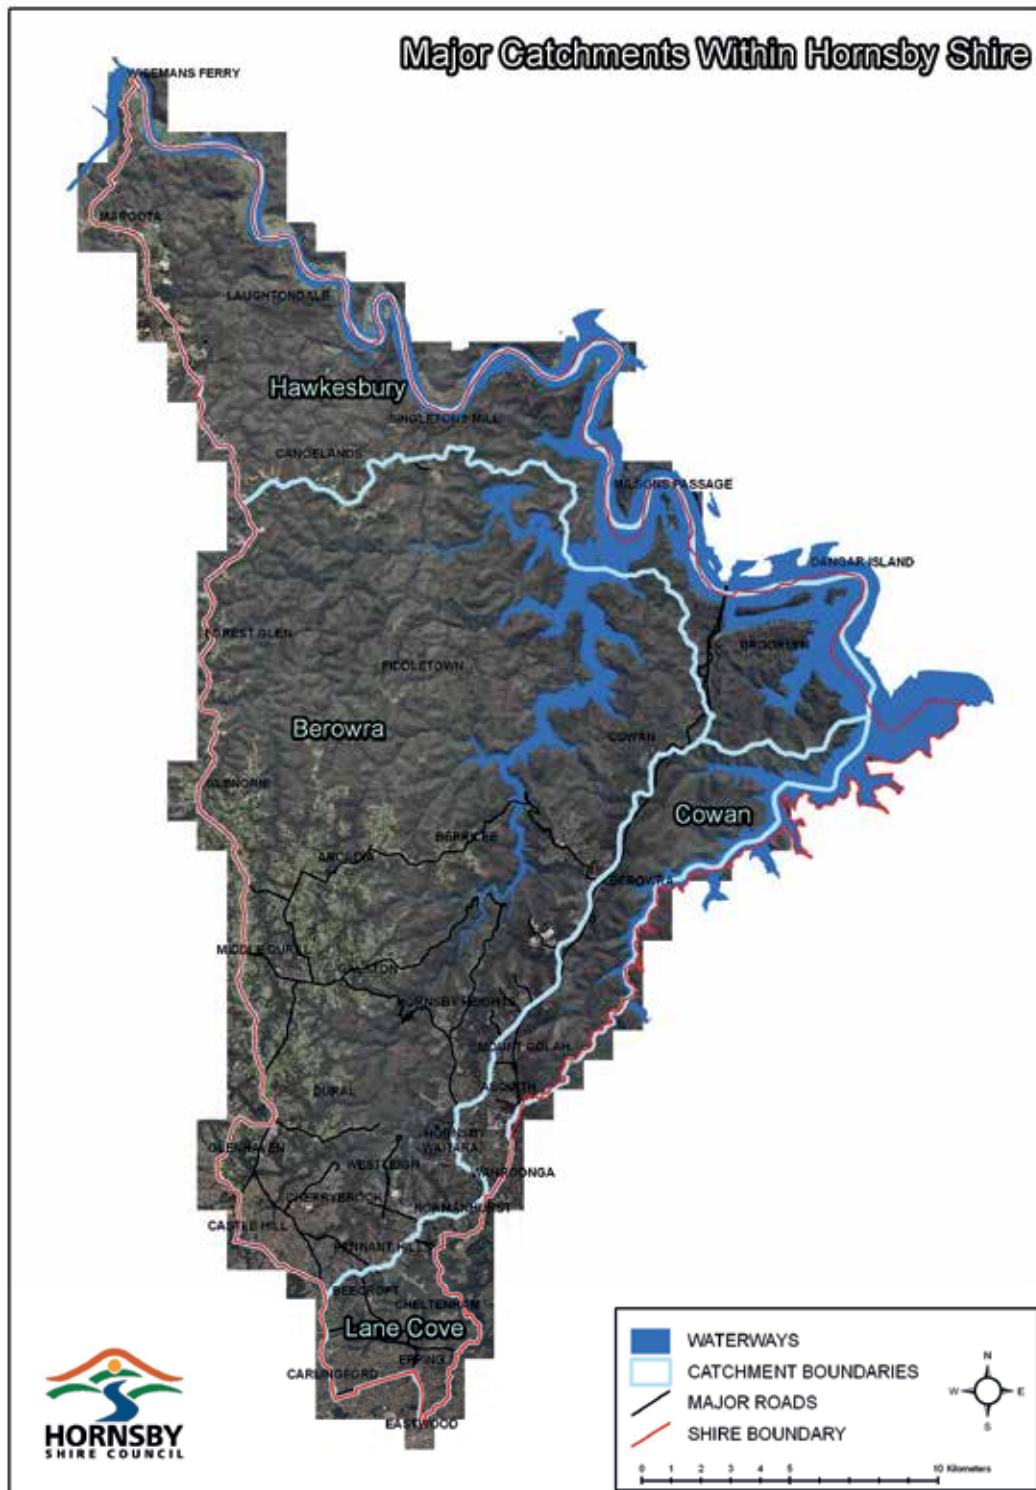 Major Catchments Within Hornsby Shire
WISEMANS FERRY
MAROOTA
LAUGHTONDALE
Hawkesbury
SINGLETONS MILL
CANOELANDS
MILSONS PASSAGE
DANGAR ISLAND
FOREST GLEN
BROOKLYN
FIDDLETOWN
Berowra
COWAN
GLENORIE
Cowan
BERRILEE
ARCADIA
BEROWRA
MIDDLE DURAL
GALSTON
HORNSBY HEIGHTS
MOUNT COLAH
ASQUITH
DURAL
HORNSBY
WAITARA
GLENHAVEN
WESTLEIGH
WAHROONGA
CHERRYBROOK
NORMANHURST
CASTLE HILL
PENNANT HILLS
BEECROFT
CHELTENHAM
Lane Cove
EPPING
CARLINGFORD
EASTWOOD
HORNSBY
SHIRE COUNCIL
WATERWAYS
CATCHMENT BOUNDARIES
MAJOR ROADS
SHIRE BOUNDARY
N
W E
S
0 1 2 3 4 5 10 Kilometers